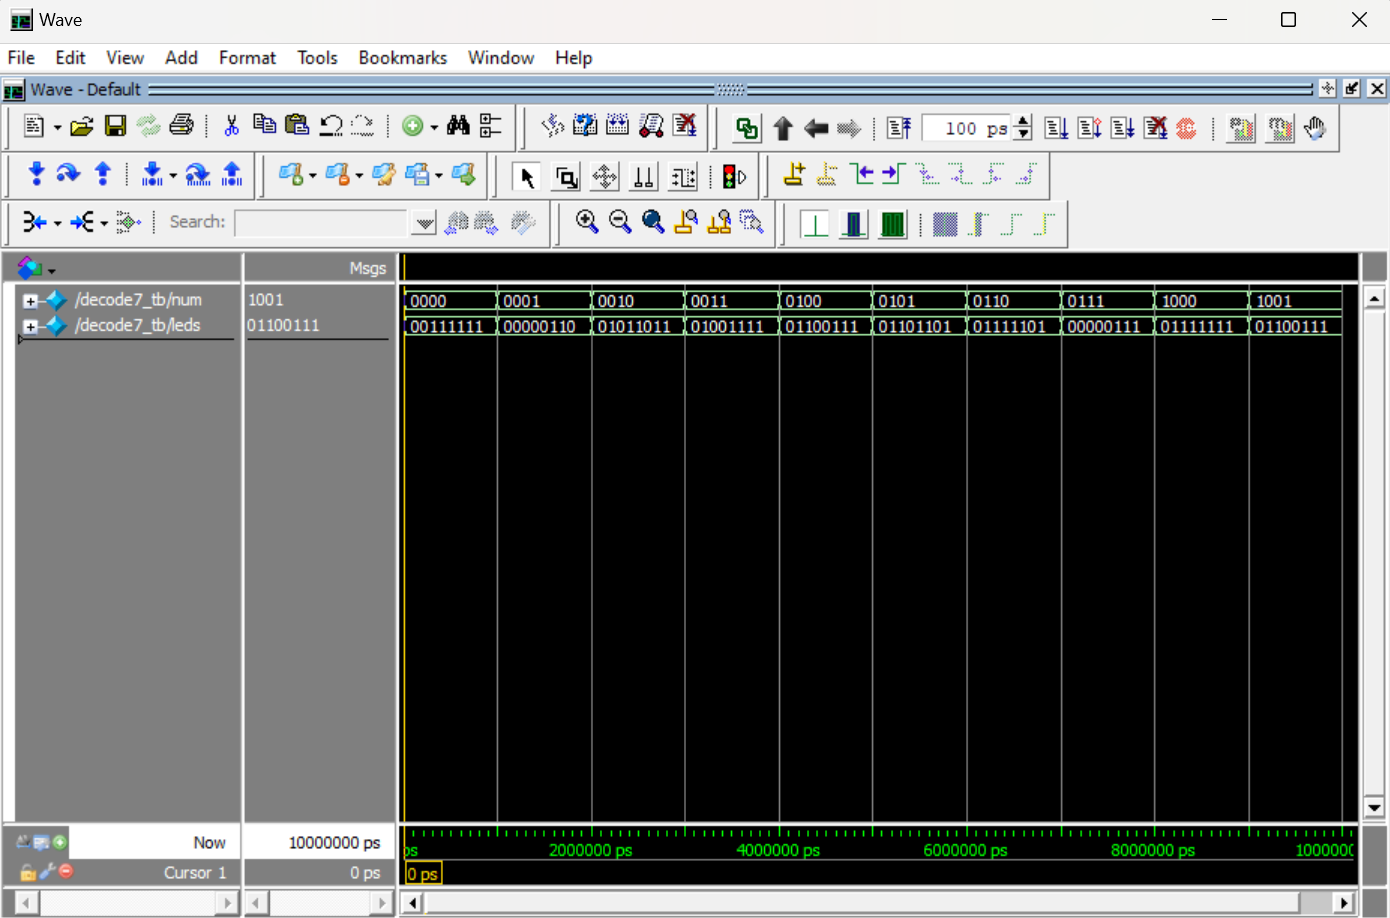 Wave
File Edit View Add Format Tools Bookmarks Window Help
Wave - Default
100 ps
Search:
Msgs
/decode7_tb/num 1001 0000 0001 0010 0011 0100 0101 0110 0111 1000 1001
/decode7_tb/leds 01100111 00111111 00000110 01011011 01001111 01100111 01101101 01111101 00000111 01111111 01100111
Now 10000000 ps ps 2000000 ps 4000000 ps 6000000 ps 8000000 ps 1000000
Cursor 1 0 ps 0 ps